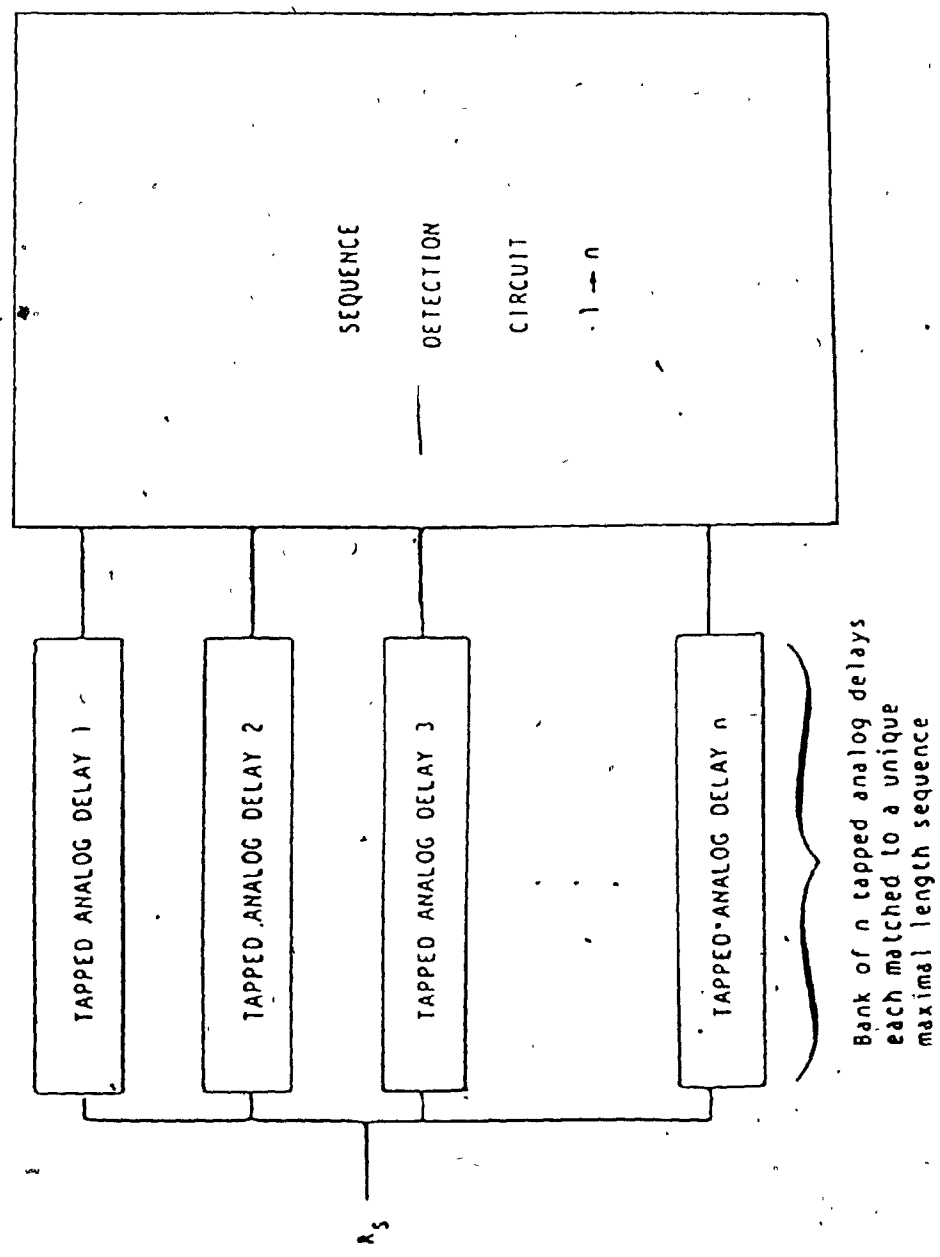 TAPPED ANALOG DELAY 1
TAPPED ANALOG DELAY 2
TAPPED ANALOG DELAY 3
TAPPED ANALOG DELAY n
SEQUENCE
DETECTION
CIRCUIT
1 → n
Bank of n tapped analog delays
each matched to a unique
maximal length sequence